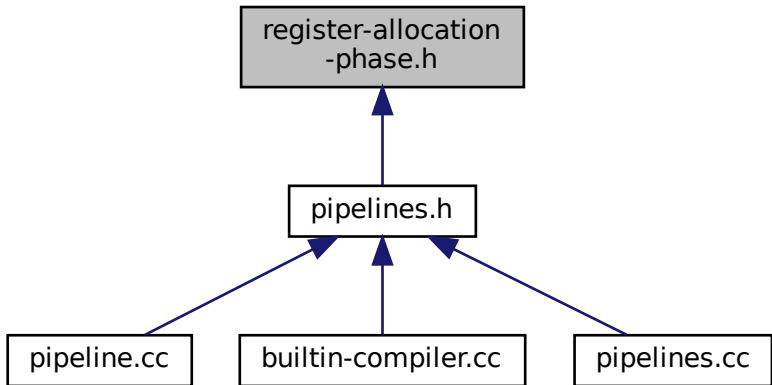 register-allocation
-phase.h
pipelines.h
pipeline.cc
builtin-compiler.cc
pipelines.cc